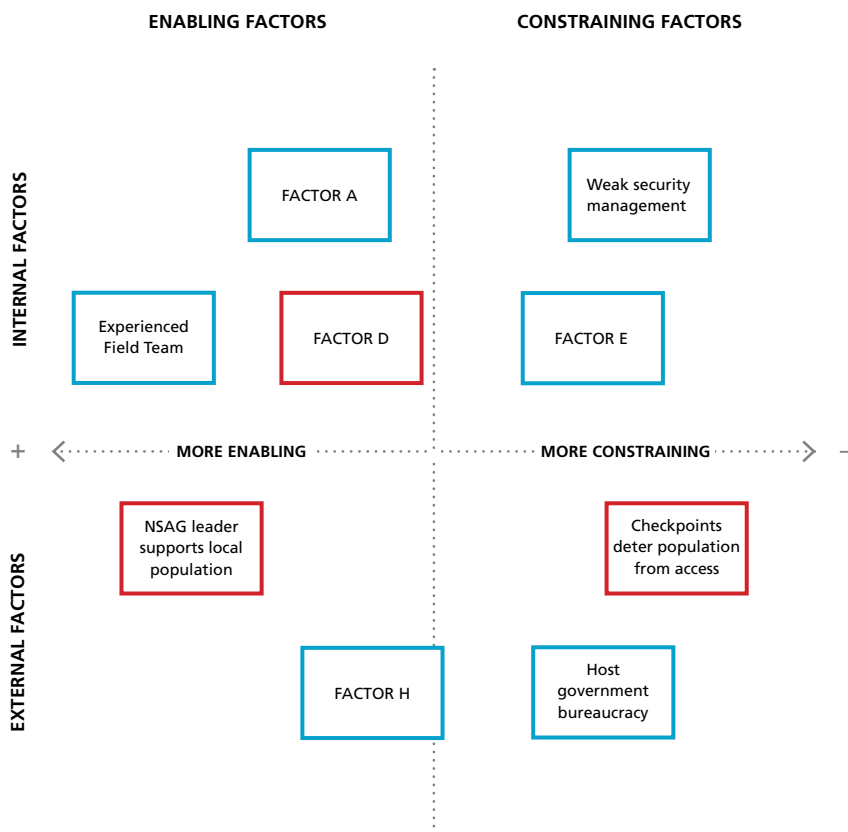 ENABLING FACTORS
CONSTRAINING FACTORS
INTERNAL FACTORS
FACTOR A
Weak security
management
Experienced
Field Team
FACTOR D
FACTOR E
+
MORE ENABLING
MORE CONSTRAINING
–
EXTERNAL FACTORS
NSAG leader
supports local
population
Checkpoints
deter population
from access
FACTOR H
Host
government
bureaucracy